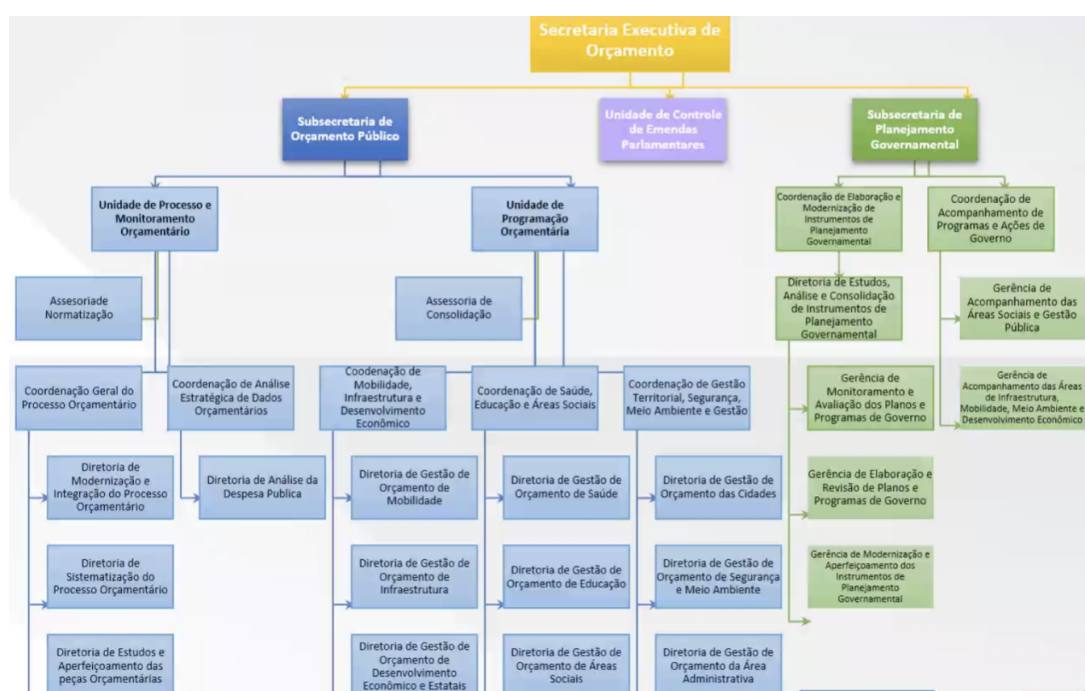 Secretaria Executiva de
Orçamento
Subsecretaria de
Orçamento Público
Unidade de Controle
de Emendas
Parlamentares
Subsecretaria de
Planejamento
Governamental
Unidade de Processo e
Monitoramento
Orçamentário
Unidade de
Programação
Orçamentária
Coordenação de Elaboração e
Modernização de
Instrumentos de
Planejamento
Governamental
Coordenação de
Acompanhamento de
Programas e Ações de
Governo
Assesoriade
Normatização
Assessoria de
Consolidação
Diretoria de Estudos,
Análise e Consolidação
de Instrumentos de
Planejamento
Governamental
Gerência de
Acompanhamento das
Áreas Sociais e Gestão
Pública
Coordenação Geral do
Processo Orçamentário
Coordenação de Análise
Estratégica de Dados
Orçamentários
Coodenação de
Mobilidade,
Infraestrutura e
Desenvolvimento
Econômico
Coordenação de Saúde,
Educação e Áreas Sociais
Coordenação de Gestão
Territorial, Segurança,
Meio Ambiente e Gestão
Gerência de
Monitoramento e
Avaliação dos Planos e
Programas de Governo
Gerência de
Acompanhamento das Áreas
de Infraestrutura,
Mobilidade, Meio Ambiente e
Desenvolvimento Econômico
Diretoria de
Modernização e
Integração do Processo
Orçamentário
Diretoria de Análise da
Despesa Publica
Diretoria de Gestão de
Orçamento de
Mobilidade
Diretoria de Gestão de
Orçamento de Saúde
Diretoria de Gestão de
Orçamento das Cidades
Gerência de Elaboração e
Revisão de Planos e
Programas de Governo
Diretoria de
Sistematização do
Processo Orçamentário
Diretoria de Gestão de
Orçamento de
Infraestrutura
Diretoria de Gestão de
Orçamento de Educação
Diretoria de Gestão de
Orçamento de Segurança
e Meio Ambiente
Gerência de Modernização e
Aperfeiçoamento dos
Instrumentos de
Planejamento
Governamental
Diretoria de Estudos e
Aperfeiçoamento das
peças Orçamentárias
Diretoria de Gestão de
Orçamento de
Desenvolvimento
Econômico e Estatais
Diretoria de Gestão de
Orçamento de Áreas
Sociais
Diretoria de Gestão de
Orçamento da Área
Administrativa